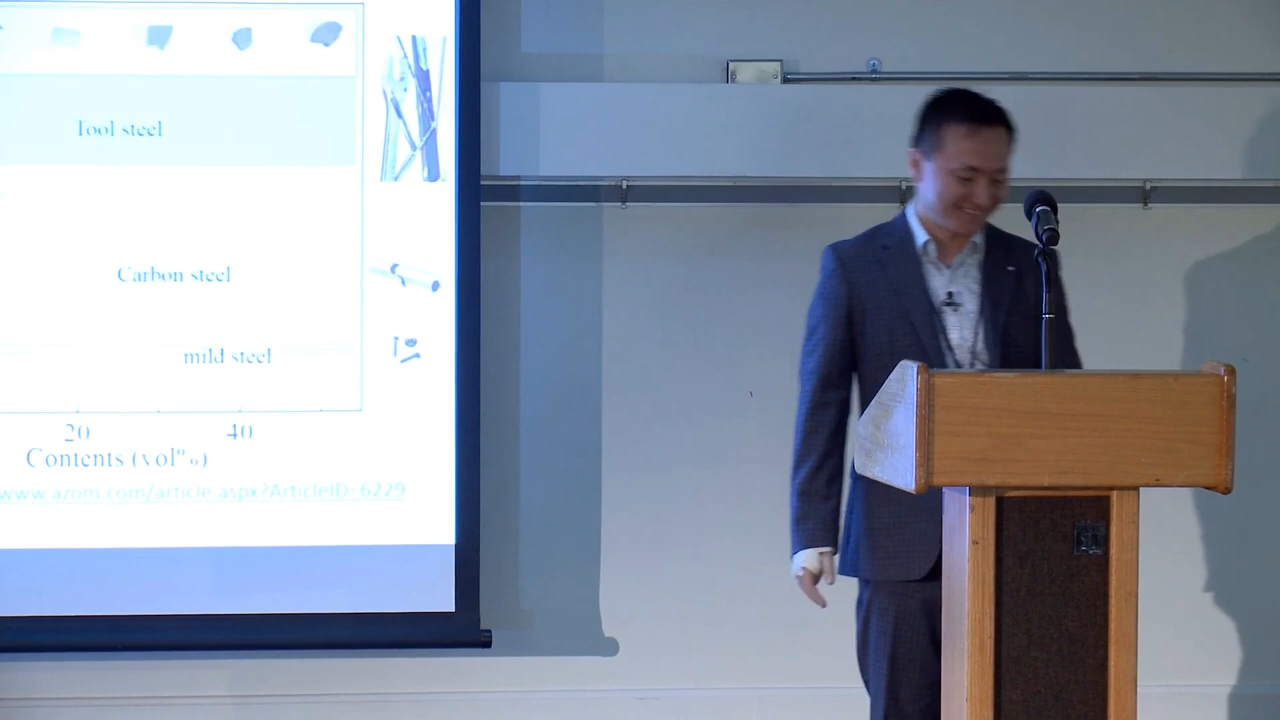 Tool steel
Carbon steel
mild steel
20 40
Contents (vol%)
www.azom.com/article.aspx?ArticleID=6229